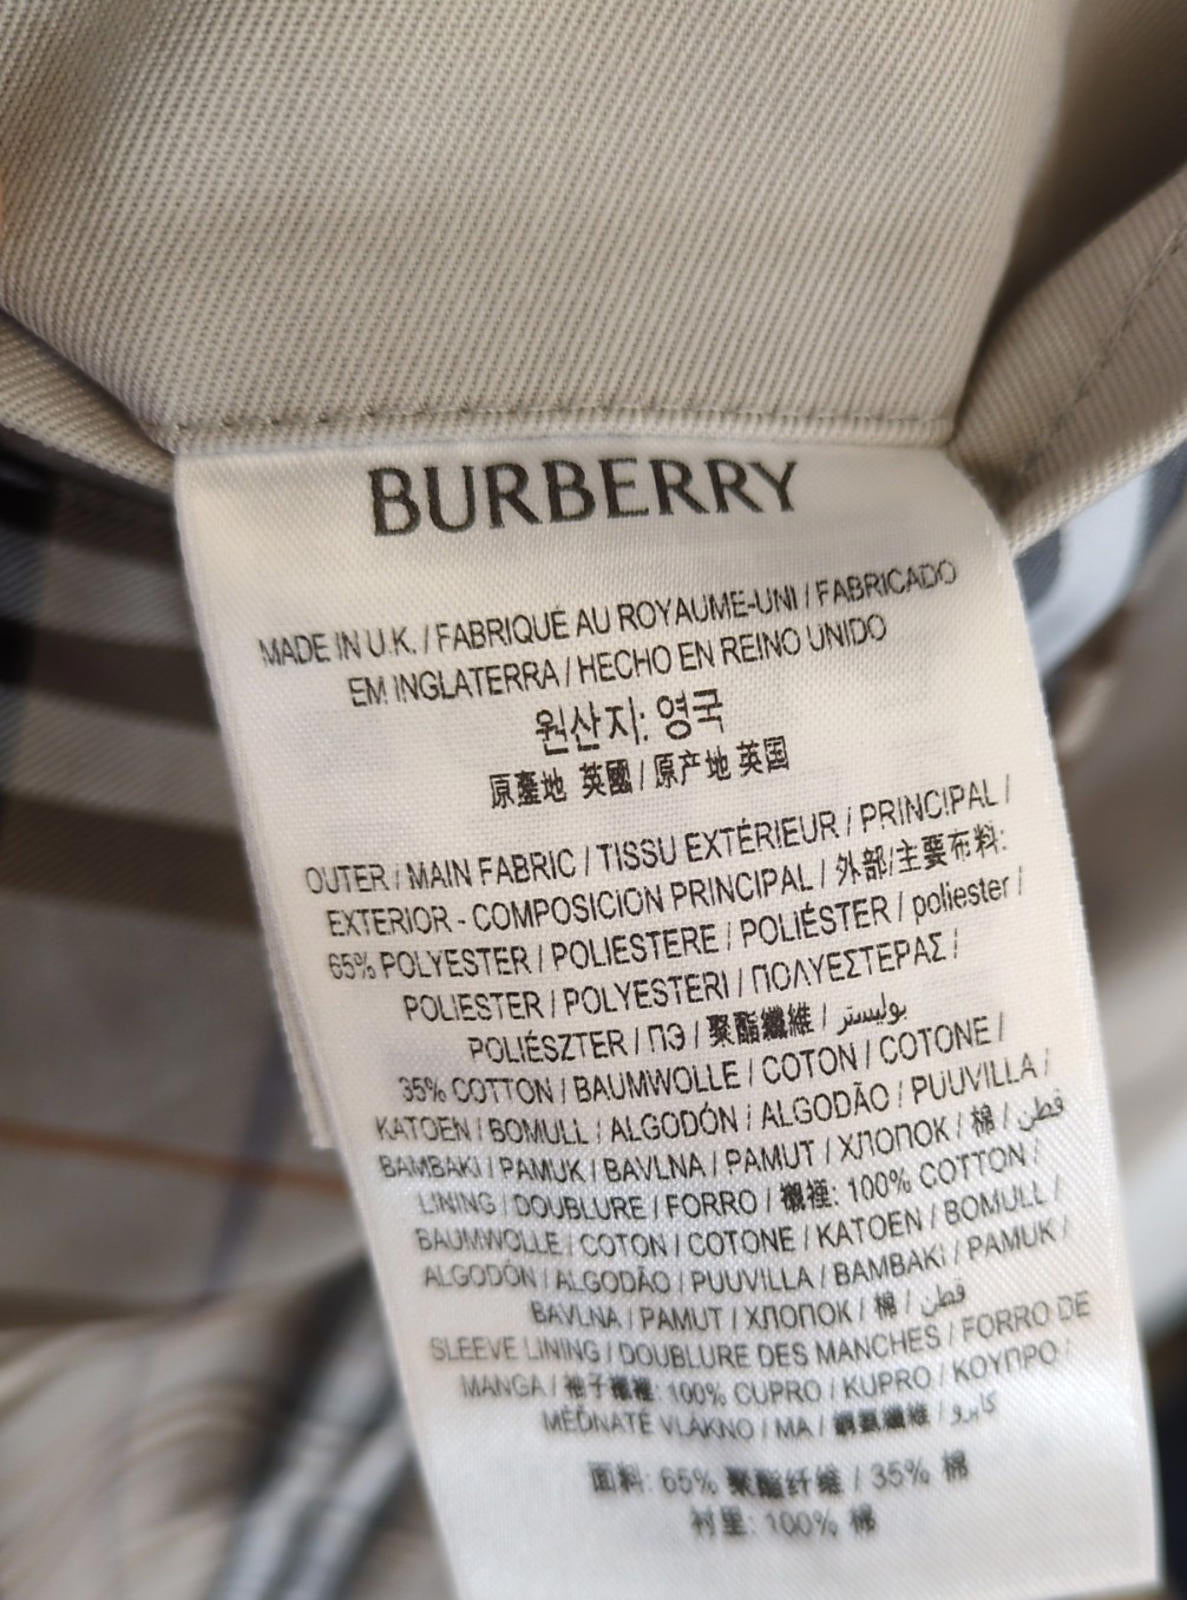 BURBERRY
MADE IN U.K. / FABRIQUÉ AU ROYAUME-UNI / FABRICADO
EM INGLATERRA / HECHO EN REINO UNIDO
원산지: 영국
原產地 英國 / 原产地 英国
OUTER / MAIN FABRIC / TISSU EXTÉRIEUR / PRINCIPAL /
EXTERIOR - COMPOSICION PRINCIPAL / 外部/主要布料:
65% POLYESTER / POLIESTERE / POLIÉSTER / poliester /
POLIESTER / POLYESTERI / ΠΟΛΥΕΣΤΕΡΑΣ /
POLIÉSZTER / ПЭ / 聚酯纖維 / بوليستر
35% COTTON / BAUMWOLLE / COTON / COTONE /
KATOEN / BOMULL / ALGODÓN / ALGODÃO / PUUVILLA /
BAMBAKI / PAMUK / BAVLNA / PAMUT / ХЛОПОК / 棉 / قطن
LINING / DOUBLURE / FORRO / 襯裡: 100% COTTON /
BAUMWOLLE / COTON / COTONE / KATOEN / BOMULL /
ALGODÓN / ALGODÃO / PUUVILLA / BAMBAKI / PAMUK /
BAVLNA / PAMUT / ХЛОПОК / 棉 / قطن
SLEEVE LINING / DOUBLURE DES MANCHES / FORRO DE
MANGA / 袖子襯裡: 100% CUPRO / KUPRO / ΚΟΥΠΡΟ /
MĚĎNATÉ VLÁKNO / MA / 銅氨纖維 / كابرو
面料: 65% 聚酯纤维 / 35% 棉
衬里: 100% 棉